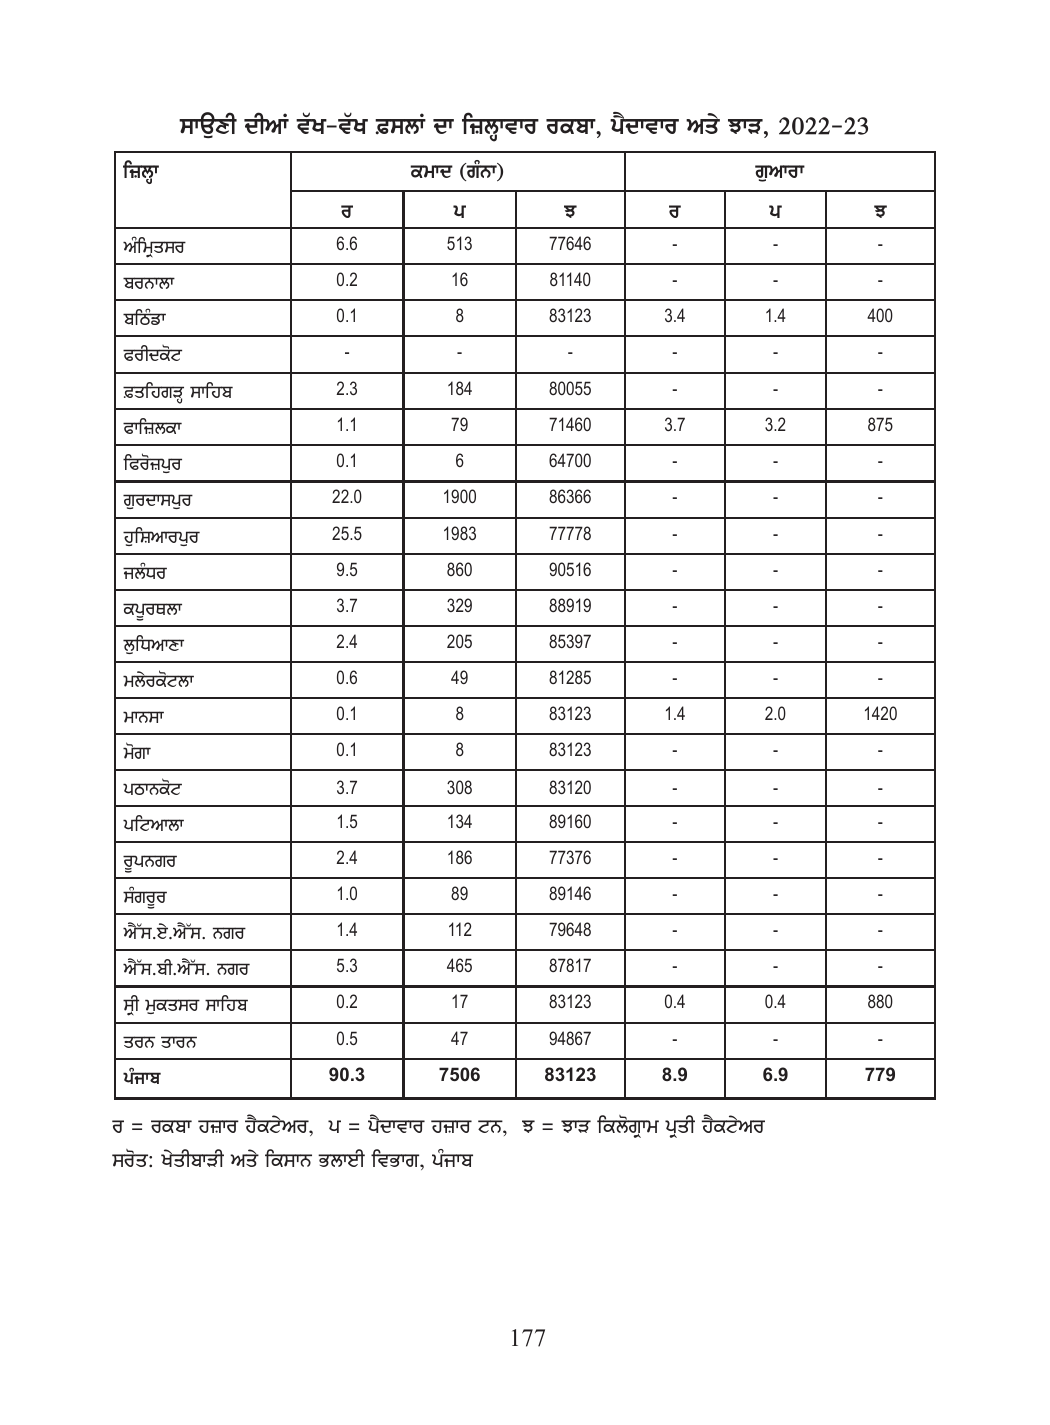 ਸਾਉਣੀ ਦੀਆਂ ਵੱਖ-ਵੱਖ ਫ਼ਸਲਾਂ ਦਾ ਜ਼ਿਲ੍ਹਾਵਾਰ ਰਕਬਾ, ਪੈਦਾਵਾਰ ਅਤੇ ਝਾੜ, 2022-23
ਜ਼ਿਲ੍ਹਾ ਕਮਾਦ (ਗੰਨਾ) ਗੁਆਰਾ
ਰ ਪ ਝ ਰ ਪ ਝ
ਅੰਮ੍ਰਿਤਸਰ 6.6 513 77646 - - -
ਬਰਨਾਲਾ 0.2 16 81140 - - -
ਬਠਿੰਡਾ 0.1 8 83123 3.4 1.4 400
ਫਰੀਦਕੋਟ - - - - - -
ਫ਼ਤਹਿਗੜ੍ਹ ਸਾਹਿਬ 2.3 184 80055 - - -
ਫਾਜ਼ਿਲਕਾ 1.1 79 71460 3.7 3.2 875
ਫਿਰੋਜ਼ਪੁਰ 0.1 6 64700 - - -
ਗੁਰਦਾਸਪੁਰ 22.0 1900 86366 - - -
ਹੁਸ਼ਿਆਰਪੁਰ 25.5 1983 77778 - - -
ਜਲੰਧਰ 9.5 860 90516 - - -
ਕਪੂਰਥਲਾ 3.7 329 88919 - - -
ਲੁਧਿਆਣਾ 2.4 205 85397 - - -
ਮਲੇਰਕੋਟਲਾ 0.6 49 81285 - - -
ਮਾਨਸਾ 0.1 8 83123 1.4 2.0 1420
ਮੋਗਾ 0.1 8 83123 - - -
ਪਠਾਨਕੋਟ 3.7 308 83120 - - -
ਪਟਿਆਲਾ 1.5 134 89160 - - -
ਰੂਪਨਗਰ 2.4 186 77376 - - -
ਸੰਗਰੂਰ 1.0 89 89146 - - -
ਐੱਸ.ਏ.ਐੱਸ. ਨਗਰ 1.4 112 79648 - - -
ਐੱਸ.ਬੀ.ਐੱਸ. ਨਗਰ 5.3 465 87817 - - -
ਸ੍ਰੀ ਮੁਕਤਸਰ ਸਾਹਿਬ 0.2 17 83123 0.4 0.4 880
ਤਰਨ ਤਾਰਨ 0.5 47 94867 - - -
ਪੰਜਾਬ 90.3 7506 83123 8.9 6.9 779
ਰ = ਰਕਬਾ ਹਜ਼ਾਰ ਹੈਕਟੇਅਰ, ਪ = ਪੈਦਾਵਾਰ ਹਜ਼ਾਰ ਟਨ, ਝ = ਝਾੜ ਕਿਲੋਗ੍ਰਾਮ ਪ੍ਰਤੀ ਹੈਕਟੇਅਰ
ਸਰੋਤ: ਖੇਤੀਬਾੜੀ ਅਤੇ ਕਿਸਾਨ ਭਲਾਈ ਵਿਭਾਗ, ਪੰਜਾਬ
177